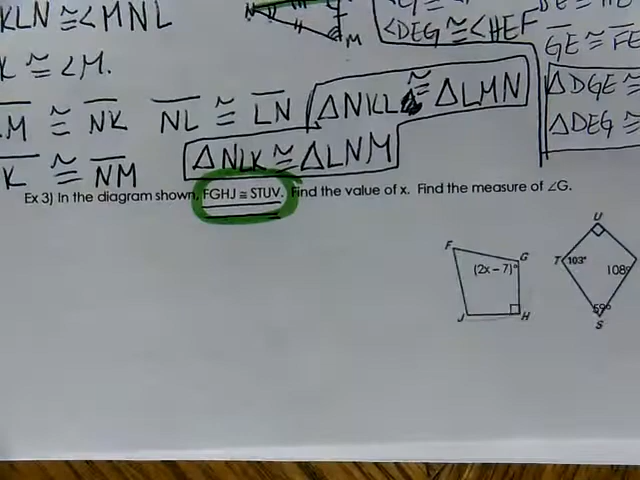 KLN ≅ <MNL
K ≅ <M.
M ≅ NK NL ≅ LN ΔNKL ≅ ΔLMN
K ≅ NM ΔNLK ≅ ΔLNM
N M
<DEG ≅ <HEF
GE ≅ FE
ΔDGE ≅
ΔDEG ≅
Ex 3) In the diagram shown, FGHJ ≅ STUV. Find the value of x. Find the measure of ∠G.
F G (2x – 7)° J H
U T 103° 108° 59° S